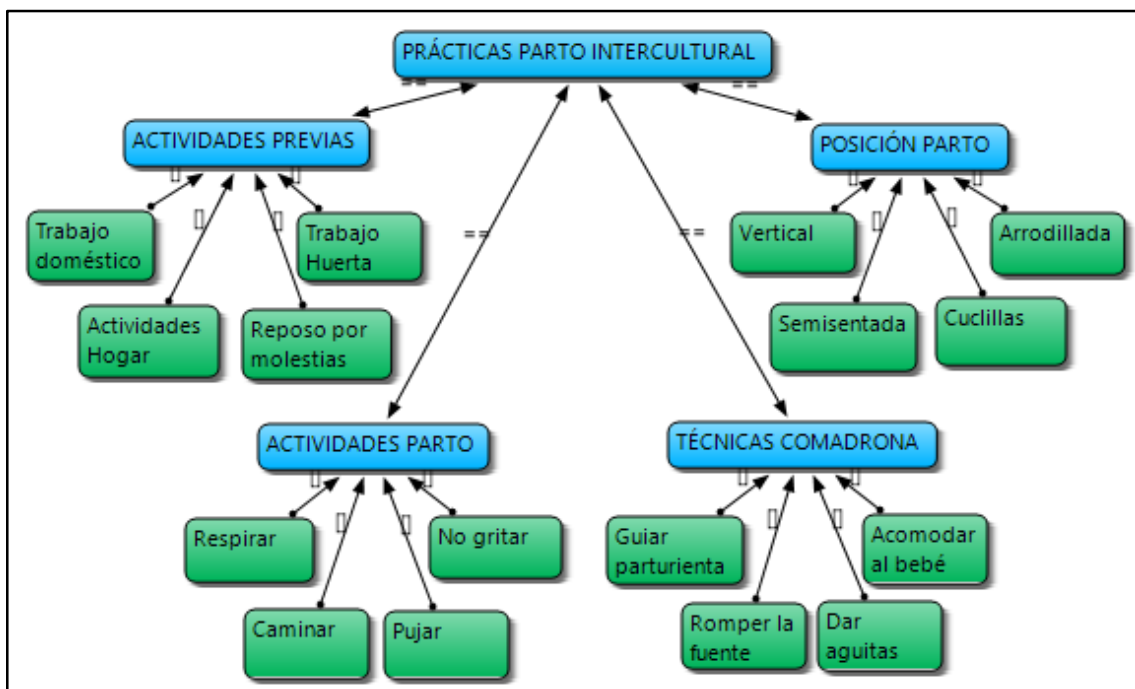 PRÁCTICAS PARTO INTERCULTURAL
==
==
ACTIVIDADES PREVIAS
POSICIÓN PARTO
Trabajo
doméstico
Trabajo
Huerta
Actividades
Hogar
Reposo por
molestias
Vertical
Arrodillada
Semisentada
Cuclillas
==
==
ACTIVIDADES PARTO
TÉCNICAS COMADRONA
Respirar
No gritar
Caminar
Pujar
Guiar
parturienta
Acomodar
al bebé
Romper la
fuente
Dar
aguitas